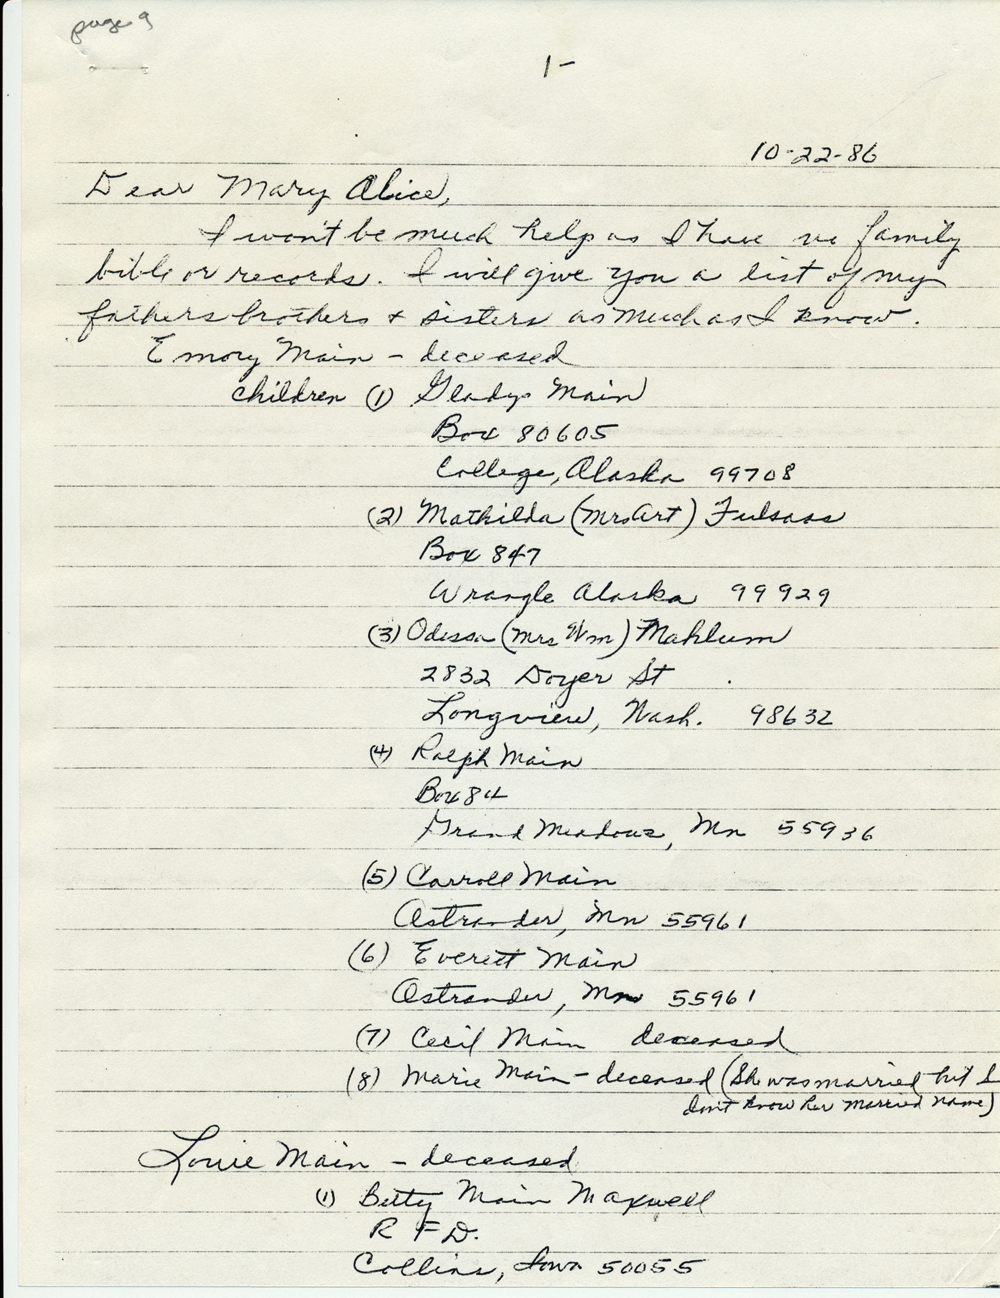 page 9
1-
10-22-86
Dear Mary Alice,
I won't be much help as I have no family
bible or records. I will give you a list of my
fathers brothers + sisters as much as I know.
Emory Main - deceased
children (1) Gladys Main
Box 80605
College, Alaska 99708
(2) Mathilda (Mrs Art) Fulsaas
Box 847
Wrangle Alaska 99929
(3) Odessa (Mrs Wm) Mahlum
2832 Dover St
Longview, Wash. 98632
(4) Ralph Main
Box 84
Grand Meadows, Mn 55936
(5) Carroll Main
Ostrander, Mn 55961
(6) Everett Main
Ostrander, Mn 55961
(7) Cecil Main deceased
(8) Marie Main - deceased (She was married but I
don't know her married name)
Louie Main - deceased
(1) Betty Main Maxwell
R F D.
Collins, Iowa 50055